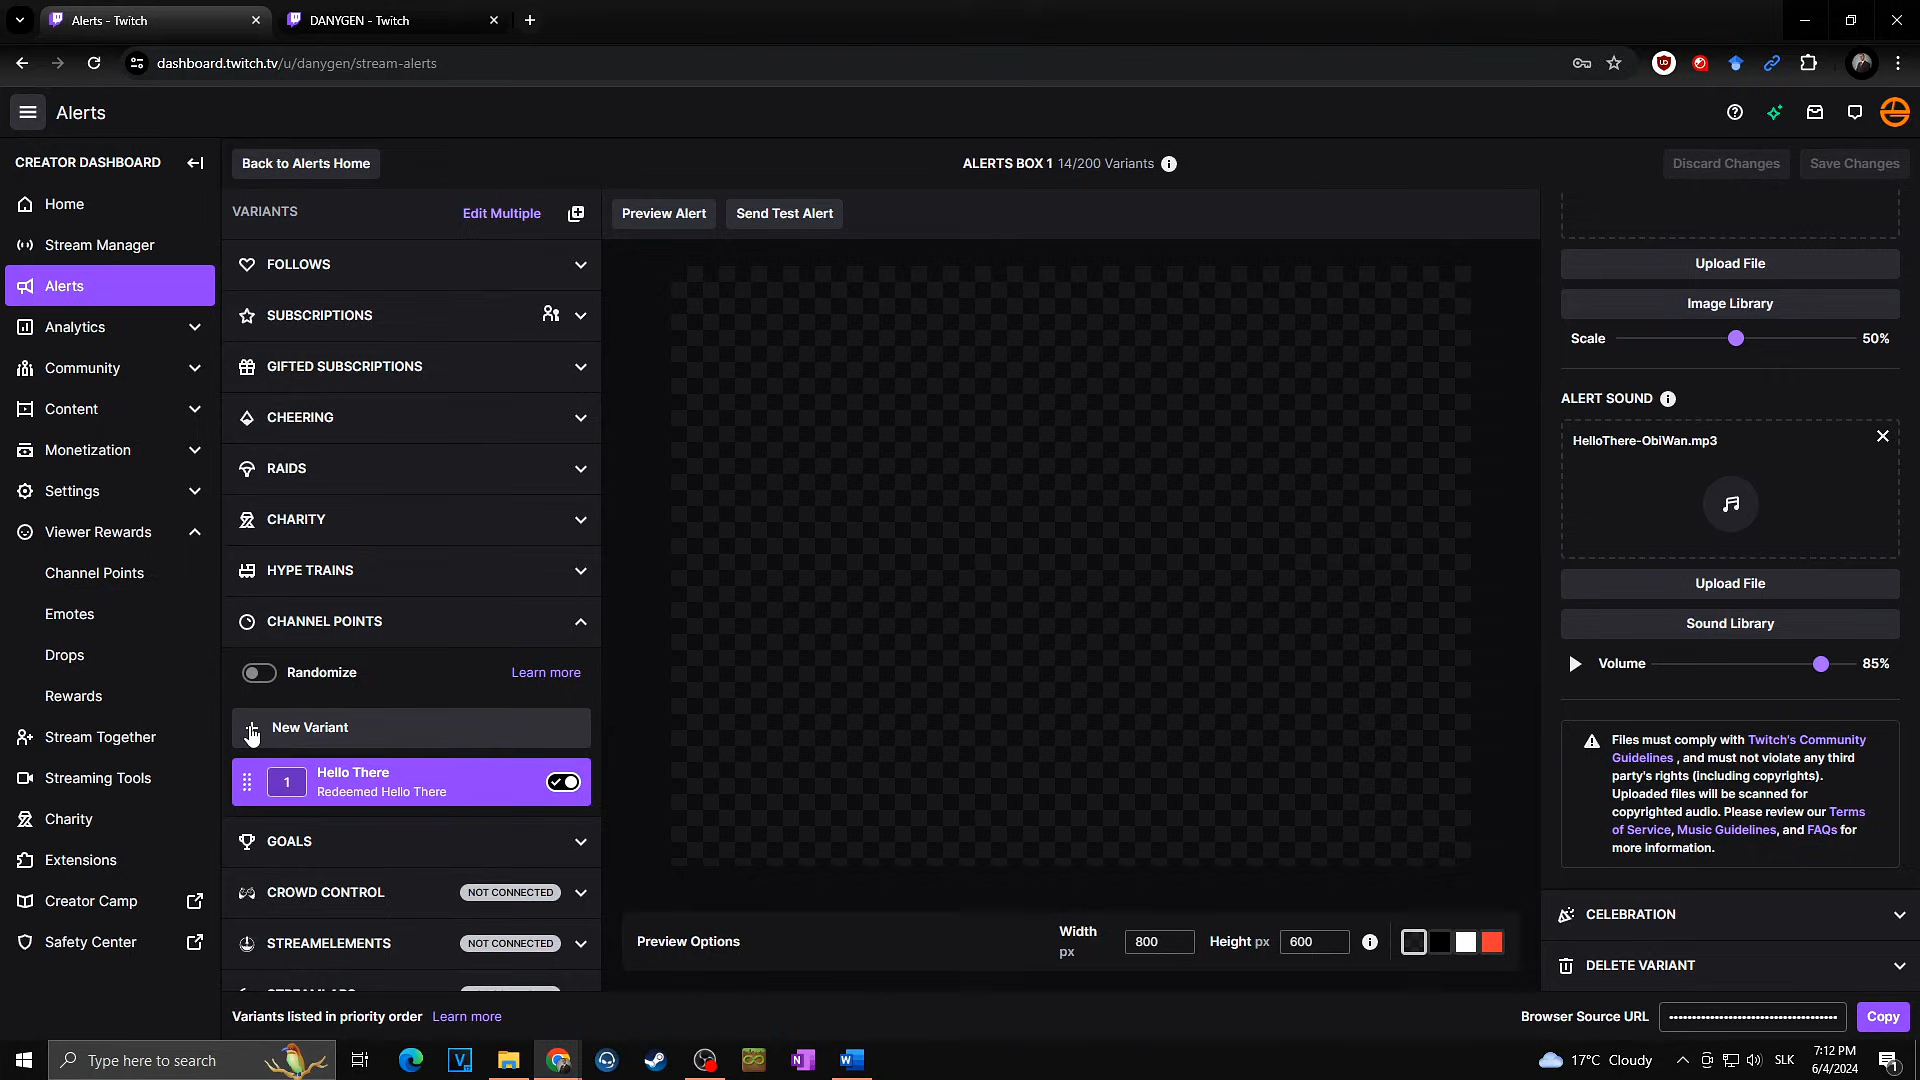 Alerts - Twitch
DANYGEN - Twitch
dashboard.twitch.tv/u/danygen/stream-alerts
Alerts
CREATOR DASHBOARD
Home
Stream Manager
Alerts
Analytics
Community
Content
Monetization
Settings
Viewer Rewards
Channel Points
Emotes
Drops
Rewards
Stream Together
Streaming Tools
Charity
Extensions
Creator Camp
Safety Center
Back to Alerts Home
ALERTS BOX 1 14/200 Variants
Discard Changes
Save Changes
VARIANTS
Edit Multiple
FOLLOWS
SUBSCRIPTIONS
GIFTED SUBSCRIPTIONS
CHEERING
RAIDS
CHARITY
HYPE TRAINS
CHANNEL POINTS
Randomize
Learn more
New Variant
1
Hello There
Redeemed Hello There
GOALS
CROWD CONTROL
NOT CONNECTED
STREAMELEMENTS
NOT CONNECTED
Preview Alert
Send Test Alert
Preview Options
Width
px
800
Height px
600
Upload File
Image Library
Scale
50%
ALERT SOUND
HelloThere-ObiWan.mp3
Upload File
Sound Library
Volume
85%
Files must comply with Twitch's Community
Guidelines , and must not violate any third
party's rights (including copyrights).
Uploaded files will be scanned for
copyrighted audio. Please review our Terms
of Service, Music Guidelines, and FAQs for
more information.
CELEBRATION
DELETE VARIANT
Variants listed in priority order
Learn more
Browser Source URL
Copy
Type here to search
17°C Cloudy
SLK
7:12 PM
6/4/2024
1